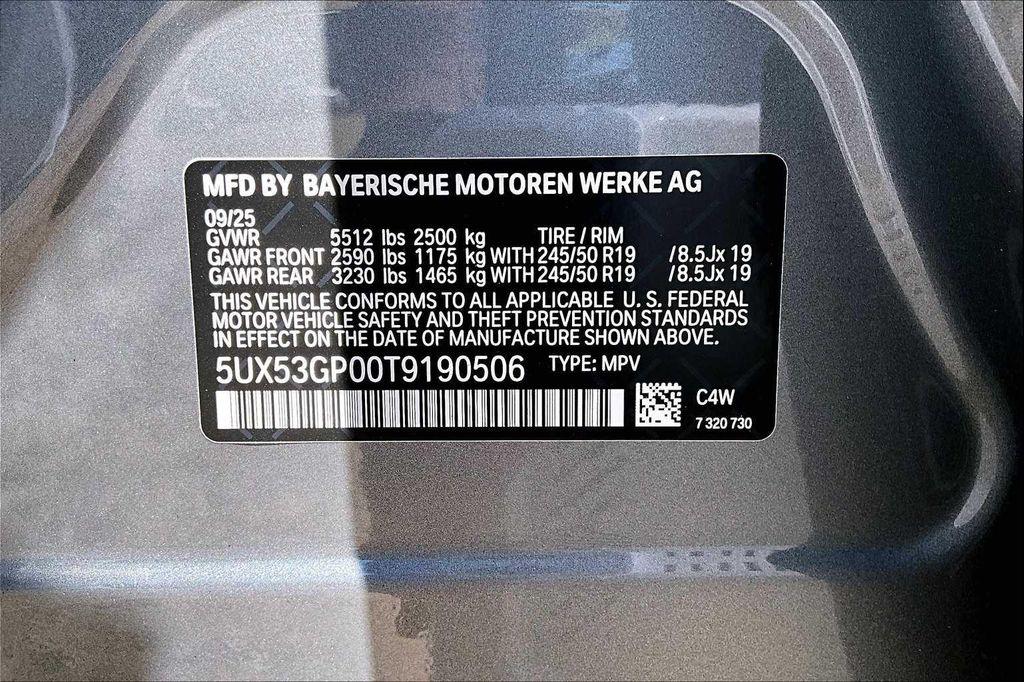 MFD BY BAYERISCHE MOTOREN WERKE AG
09/25
GVWR 5512 lbs 2500 kg TIRE / RIM
GAWR FRONT 2590 lbs 1175 kg WITH 245/50 R19 /8.5Jx 19
GAWR REAR 3230 lbs 1465 kg WITH 245/50 R19 /8.5Jx 19
THIS VEHICLE CONFORMS TO ALL APPLICABLE U. S. FEDERAL
MOTOR VEHICLE SAFETY AND THEFT PREVENTION STANDARDS
IN EFFECT ON THE DATE OF MANUFACTURE SHOWN ABOVE.
5UX53GP00T9190506 TYPE: MPV
C4W
7 320 730